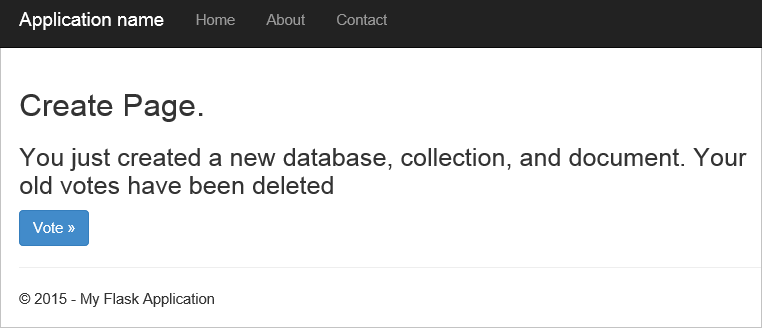 Application name Home About Contact
Create Page.
You just created a new database, collection, and document. Your
old votes have been deleted
Vote »
© 2015 - My Flask Application